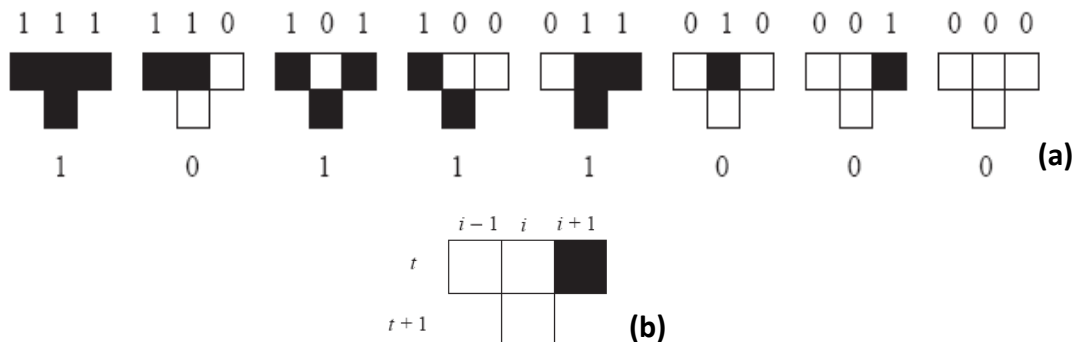 1 1 1 1 1 0 1 0 1 1 0 0 0 1 1 0 1 0 0 0 1 0 0 0
1 0 1 1 1 0 0 0 (a)
i − 1 i i + 1
t
t + 1 (b)